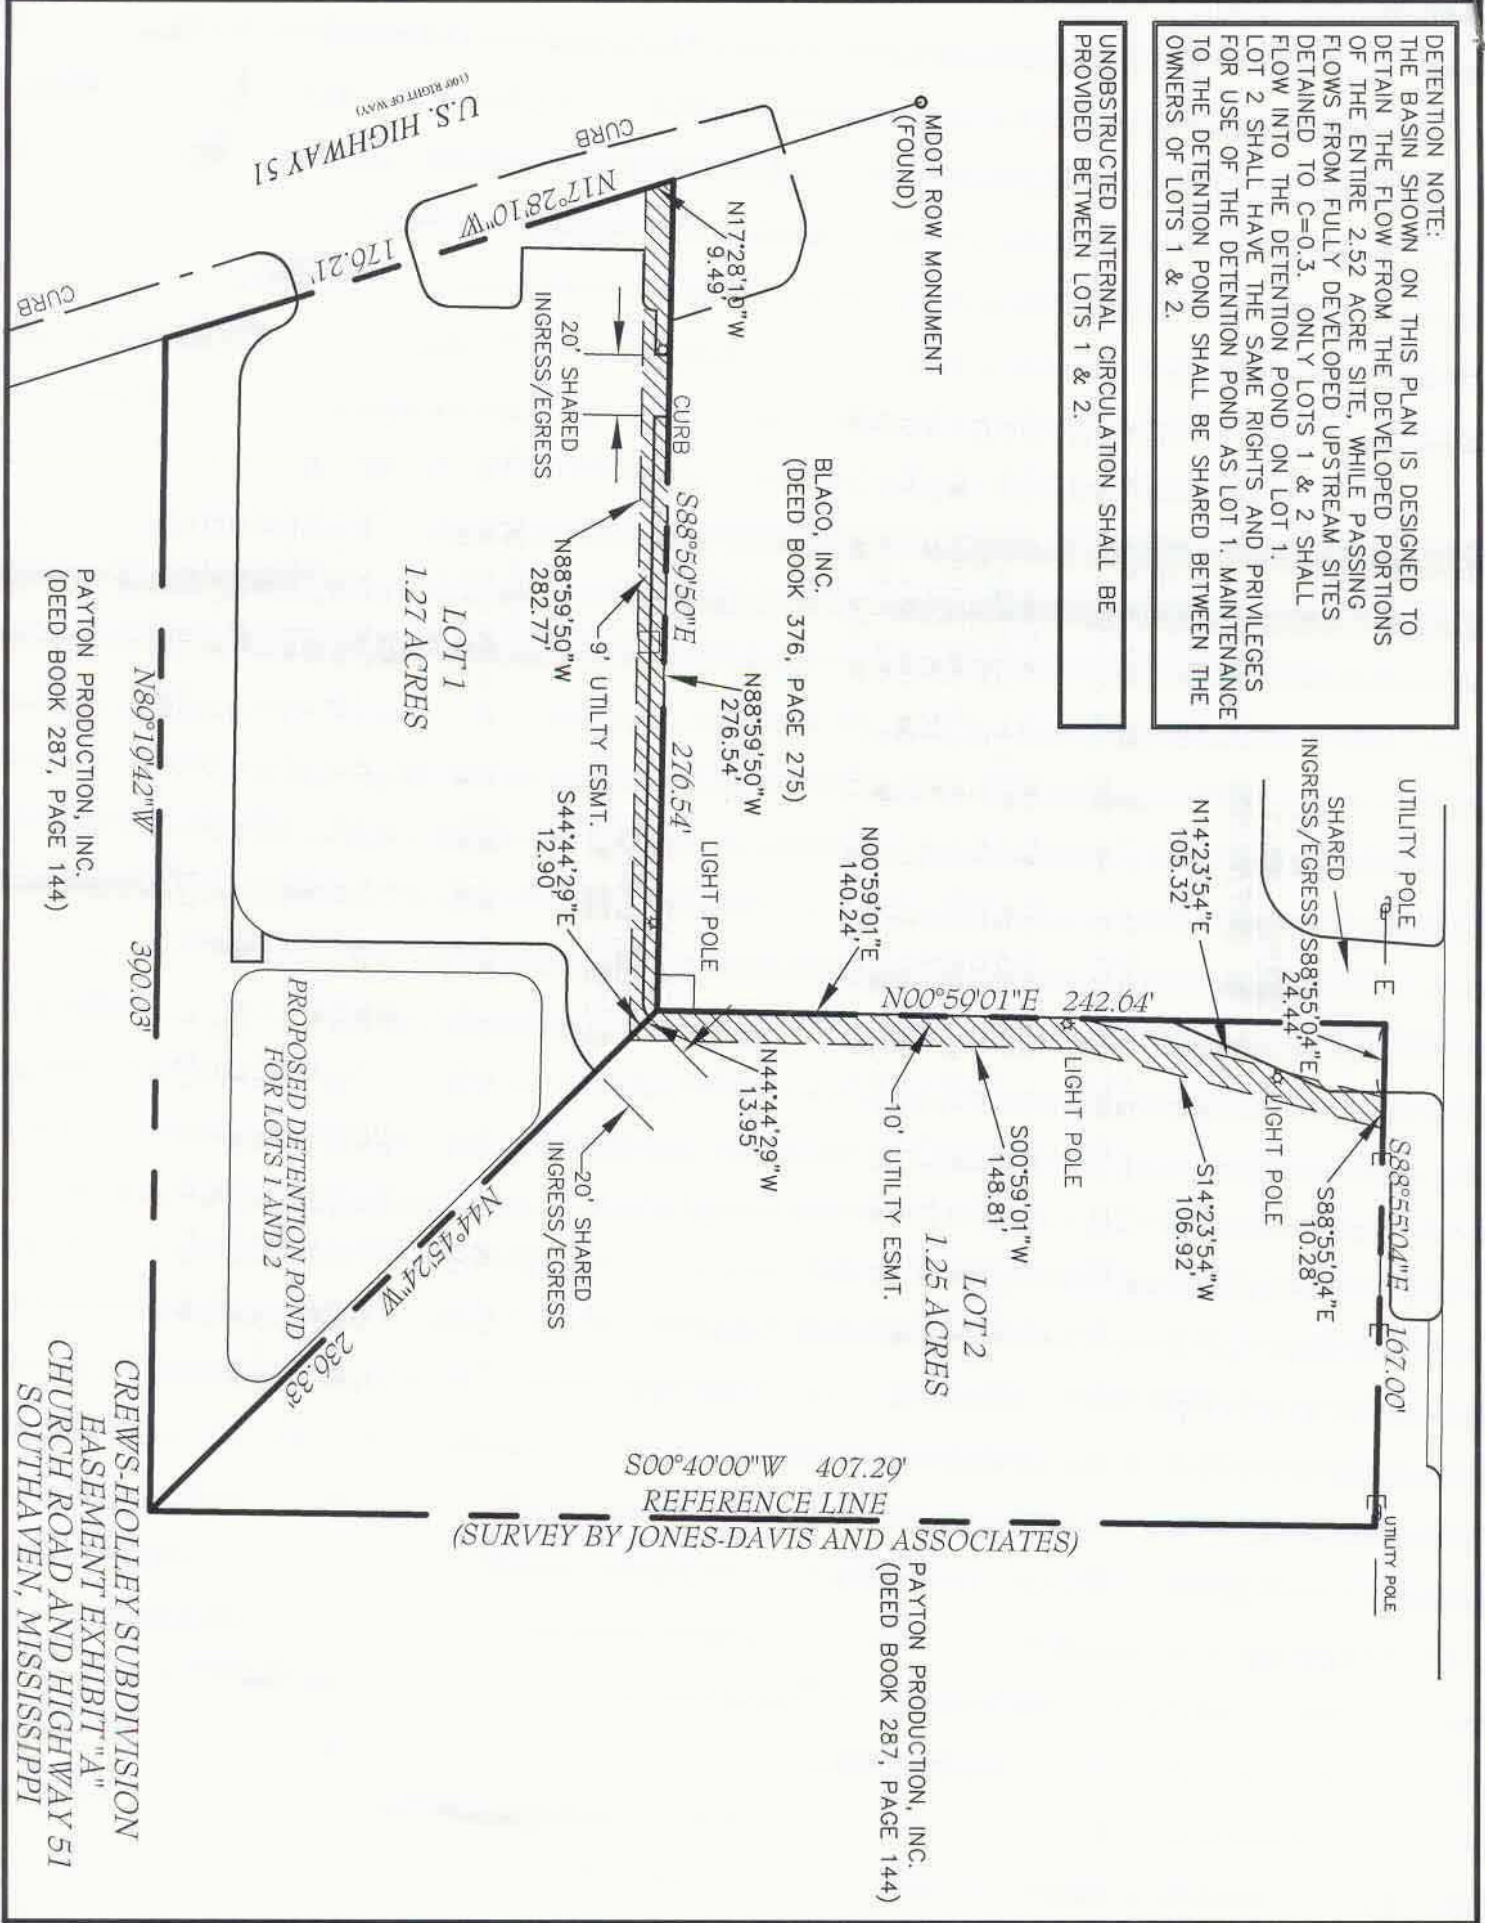 DETENTION NOTE:
THE BASIN SHOWN ON THIS PLAN IS DESIGNED TO
DETAIN THE FLOW FROM THE DEVELOPED PORTIONS
OF THE ENTIRE 2.52 ACRE SITE, WHILE PASSING
FLOWS FROM FULLY DEVELOPED UPSTREAM SITES
DETAINED TO C=0.3. ONLY LOTS 1 & 2 SHALL
FLOW INTO THE DETENTION POND ON LOT 1.
LOT 2 SHALL HAVE THE SAME RIGHTS AND PRIVILEGES
FOR USE OF THE DETENTION POND AS LOT 1. MAINTENANCE
TO THE DETENTION POND SHALL BE SHARED BETWEEN THE
OWNERS OF LOTS 1 & 2.
UNOBSTRUCTED INTERNAL CIRCULATION SHALL BE
PROVIDED BETWEEN LOTS 1 & 2.
UTILITY POLE
E
SHARED
INGRESS/EGRESS
S88°55'04"E
24.44'
N14°23'54"E
105.32'
S88°55'04"E 167.00'
UTILITY POLE
S88°55'04"E
10.28'
LIGHT POLE
S14°23'54"W
106.92'
LIGHT POLE
N00°59'01"E 242.64'
N00°59'01"E
140.24'
S00°59'01"W
148.81'
10' UTILTY ESMT.
LOT 2
1.25 ACRES
MDOT ROW MONUMENT
(FOUND)
BLACO, INC.
(DEED BOOK 376, PAGE 275)
N17°28'10"W
9.49'
N88°59'50"W
276.54'
LIGHT POLE
N44°44'29"W
13.95'
CURB
S88°59'50"E
276.54'
20' SHARED
INGRESS/EGRESS
N88°59'50"W
282.77'
9' UTILTY ESMT.
S44°44'29"E
12.90'
20' SHARED
INGRESS/EGRESS
S00°40'00"W 407.29'
REFERENCE LINE
(SURVEY BY JONES-DAVIS AND ASSOCIATES)
PAYTON PRODUCTION, INC.
(DEED BOOK 287, PAGE 144)
CURB
U.S. HIGHWAY 51
(100' RIGHT OF WAY)
N17°28'10"W
176.21'
CURB
LOT 1
1.27 ACRES
PROPOSED DETENTION POND
FOR LOTS 1 AND 2
N44°45'24"W
236.33'
N89°19'42"W
390.03'
PAYTON PRODUCTION, INC.
(DEED BOOK 287, PAGE 144)
CREWS-HOLLEY SUBDIVISION
EASEMENT EXHIBIT "A"
CHURCH ROAD AND HIGHWAY 51
SOUTHAVEN, MISSISSIPPI